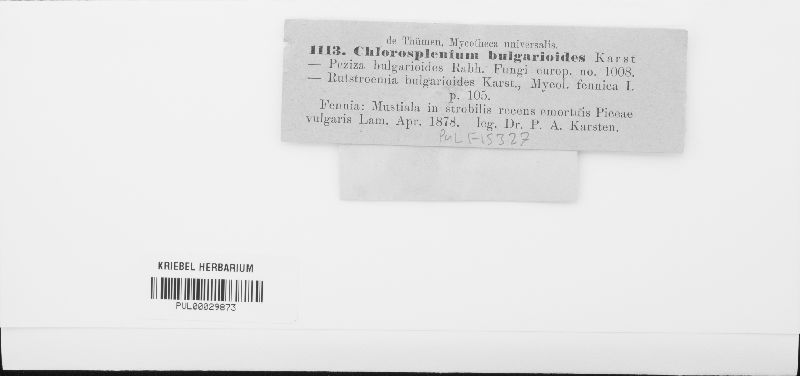 de Thümen, Mycotheca universalis.
1113. Chlorosplenium bulgarioides Karst
— Peziza bulgarioides Rabh. Fungi europ. no. 1008.
— Rutstroemia bulgarioides Karst., Mycol. fennica I.
p. 105.
Fennia: Mustiala in strobilis recens emortuis Piceae
vulgaris Lam. Apr. 1878. leg. Dr. P. A. Karsten.
PUL F15327
KRIEBEL HERBARIUM
PUL00029873